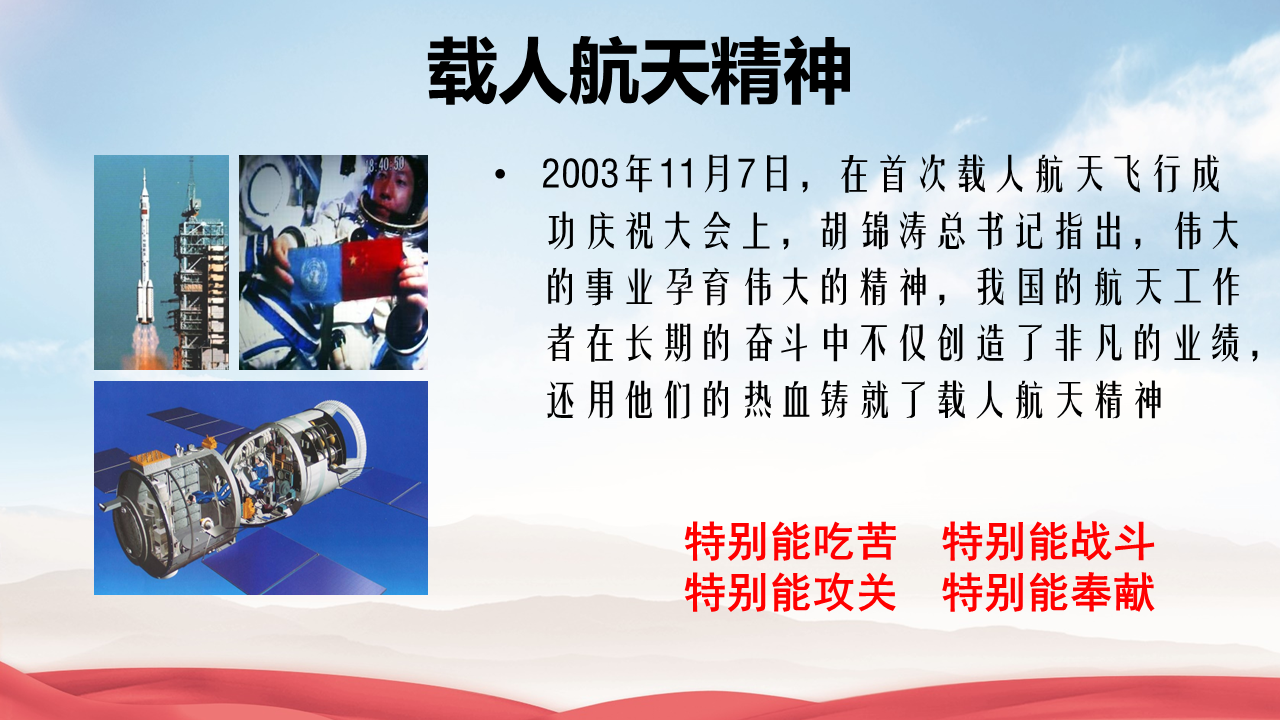 载人航天精神
18:40:50
• 2003年11月7日，在首次载人航天飞行成
功庆祝大会上，胡锦涛总书记指出，伟大
的事业孕育伟大的精神，我国的航天工作
者在长期的奋斗中不仅创造了非凡的业绩，
还用他们的热血铸就了载人航天精神
特别能吃苦 特别能战斗
特别能攻关 特别能奉献